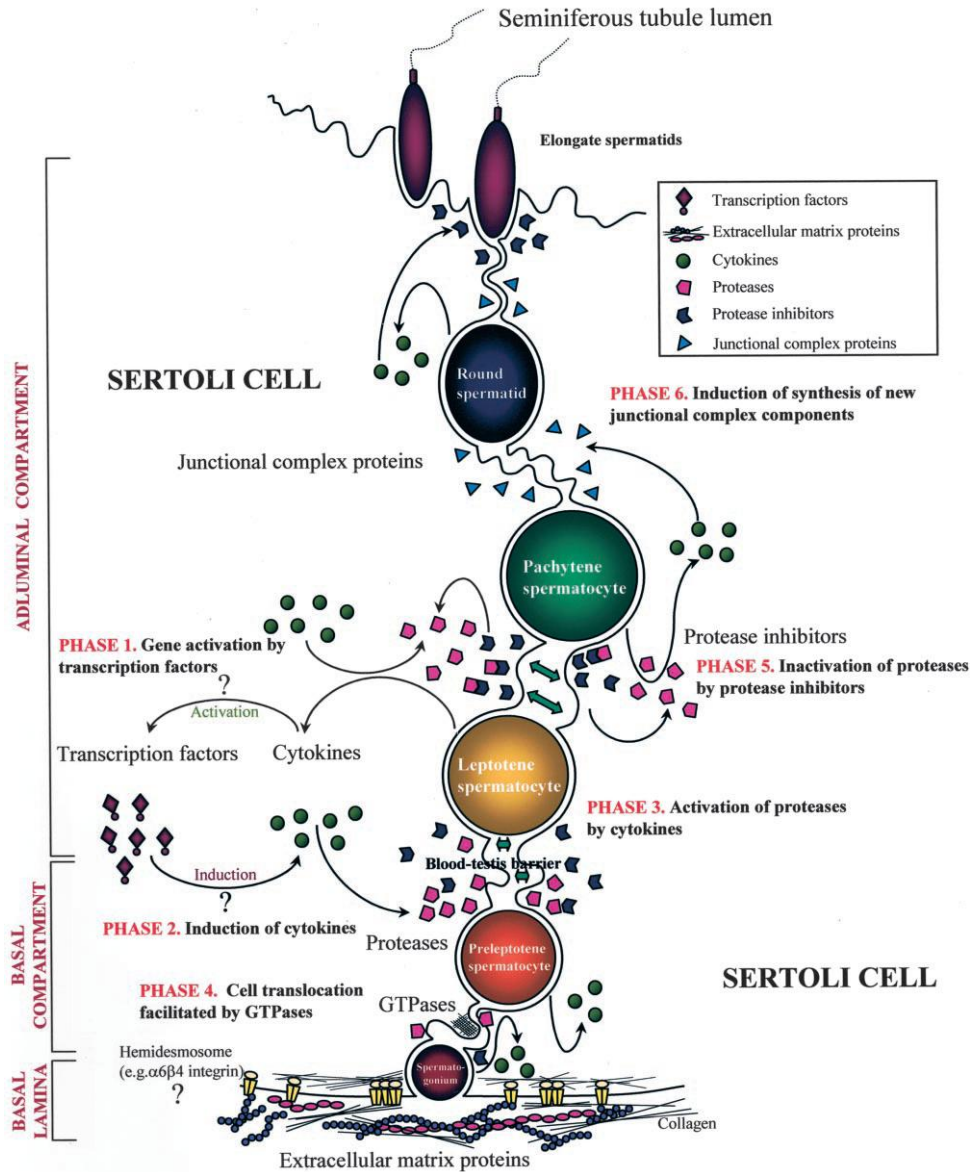 Seminiferous tubule lumen
Elongate spermatids
Transcription factors
Extracellular matrix proteins
Cytokines
Proteases
Protease inhibitors
Junctional complex proteins
SERTOLI CELL
Round
spermatid
PHASE 6. Induction of synthesis of new
junctional complex components
Junctional complex proteins
ADLUMINAL COMPARTMENT
Pachytene
spermatocyte
PHASE 1. Gene activation by
transcription factors
?
Activation
Transcription factors
Cytokines
Protease inhibitors
PHASE 5. Inactivation of proteases
by protease inhibitors
Leptotene
spermatocyte
PHASE 3. Activation of proteases
by cytokines
Blood-testis barrier
Induction
?
PHASE 2. Induction of cytokines
Proteases
BASAL
COMPARTMENT
Preleptotene
spermatocyte
SERTOLI CELL
PHASE 4. Cell translocation
facilitated by GTPases
GTPases
Hemidesmosome
(e.g.α6β4 integrin)
?
Spermato-
gonium
BASAL
LAMINA
Collagen
Extracellular matrix proteins